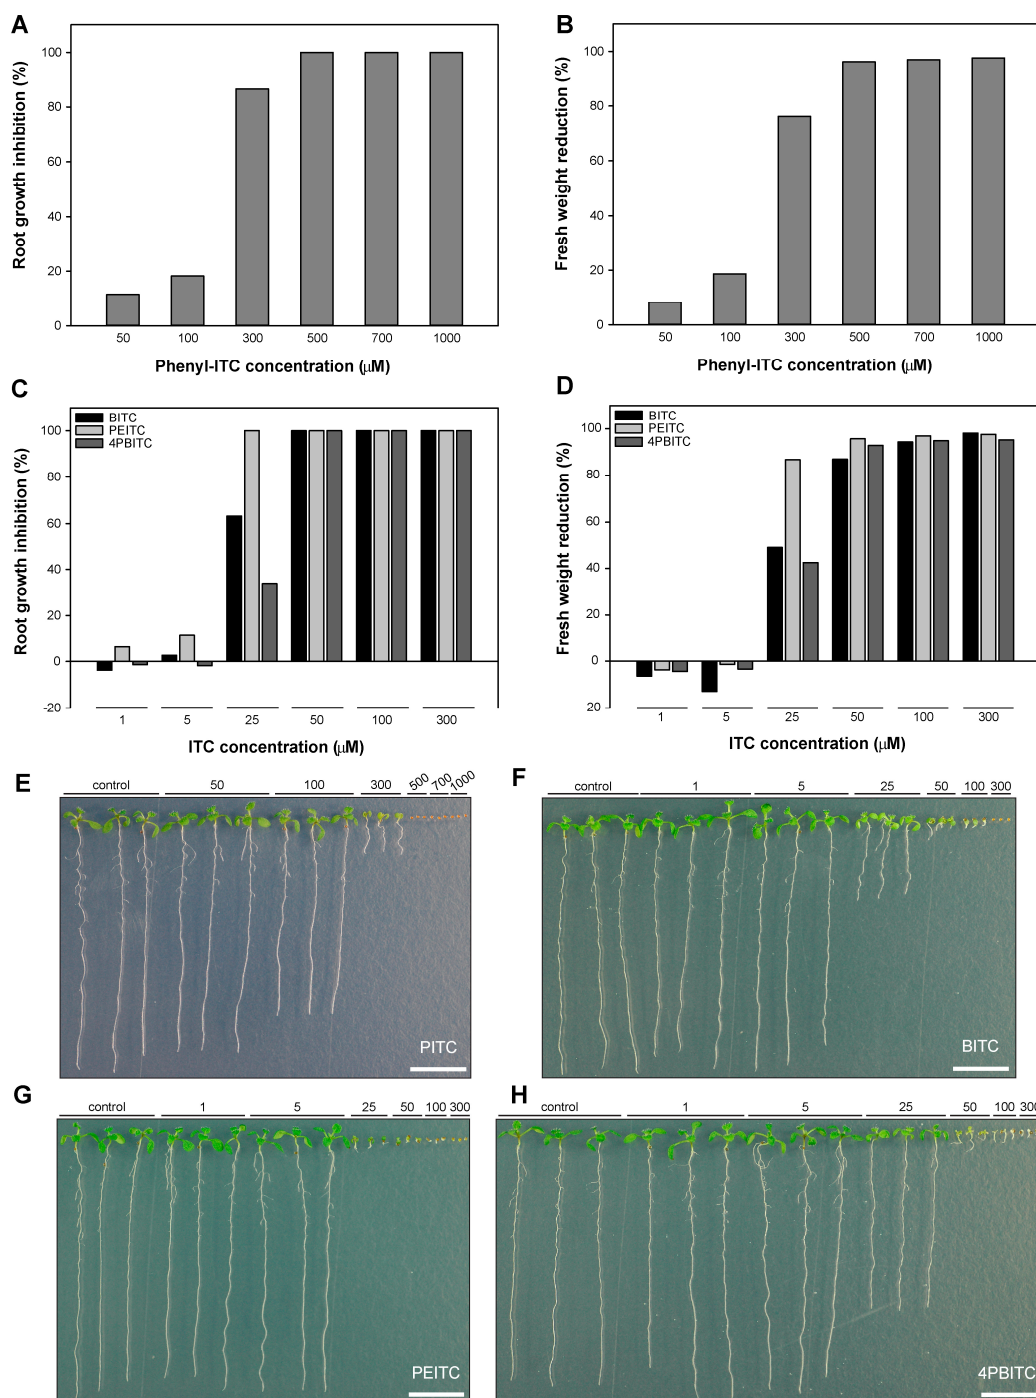 A
Root growth inhibition (%)
100
80
60
40
20
0
50 100 300 500 700 1000
Phenyl-ITC concentration (µM)
B
Fresh weight reduction (%)
100
80
60
40
20
0
50 100 300 500 700 1000
Phenyl-ITC concentration (µM)
C
BITC
PEITC
4PBITC
Root growth inhibition (%)
100
80
60
40
20
0
-20
1 5 25 50 100 300
ITC concentration (µM)
D
BITC
PEITC
4PBITC
Fresh weight reduction (%)
100
80
60
40
20
0
20
1 5 25 50 100 300
ITC concentration (µM)
E
control 50 100 300 500 700 1000
PITC
F
control 1 5 25 50 100 300
BITC
G
control 1 5 25 50 100 300
PEITC
H
control 1 5 25 50 100 300
4PBITC